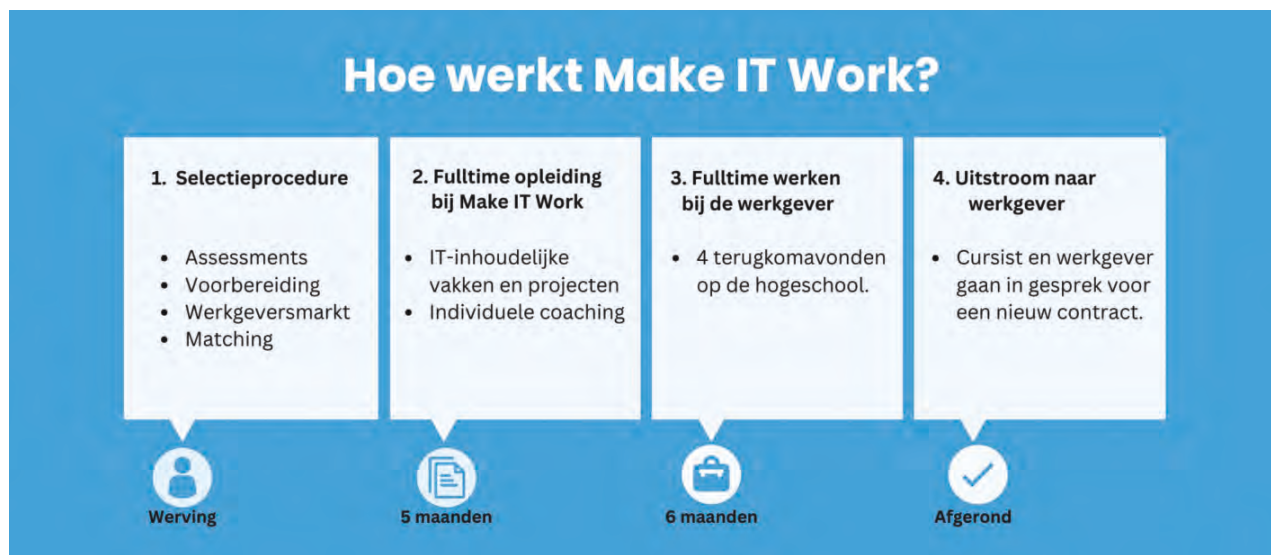 Hoe werkt Make IT Work?
1. Selectieprocedure
• Assessments
• Voorbereiding
• Werkgeversmarkt
• Matching
Werving
2. Fulltime opleiding
bij Make IT Work
• IT-inhoudelijke
vakken en projecten
• Individuele coaching
5 maanden
3. Fulltime werken
bij de werkgever
• 4 terugkomavonden
op de hogeschool.
6 maanden
4. Uitstroom naar
werkgever
• Cursist en werkgever
gaan in gesprek voor
een nieuw contract.
Afgerond